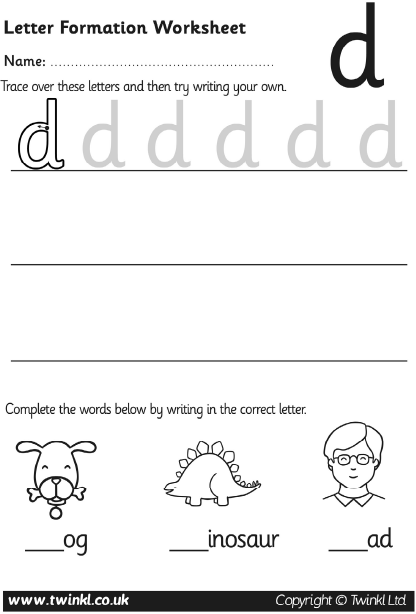 Letter Formation Worksheet
d
Name: ......................................................
Trace over these letters and then try writing your own.
d d d d d d
Complete the words below by writing in the correct letter.
___og ___inosaur ___ad
www.twinkl.co.uk Copyright © Twinkl Ltd